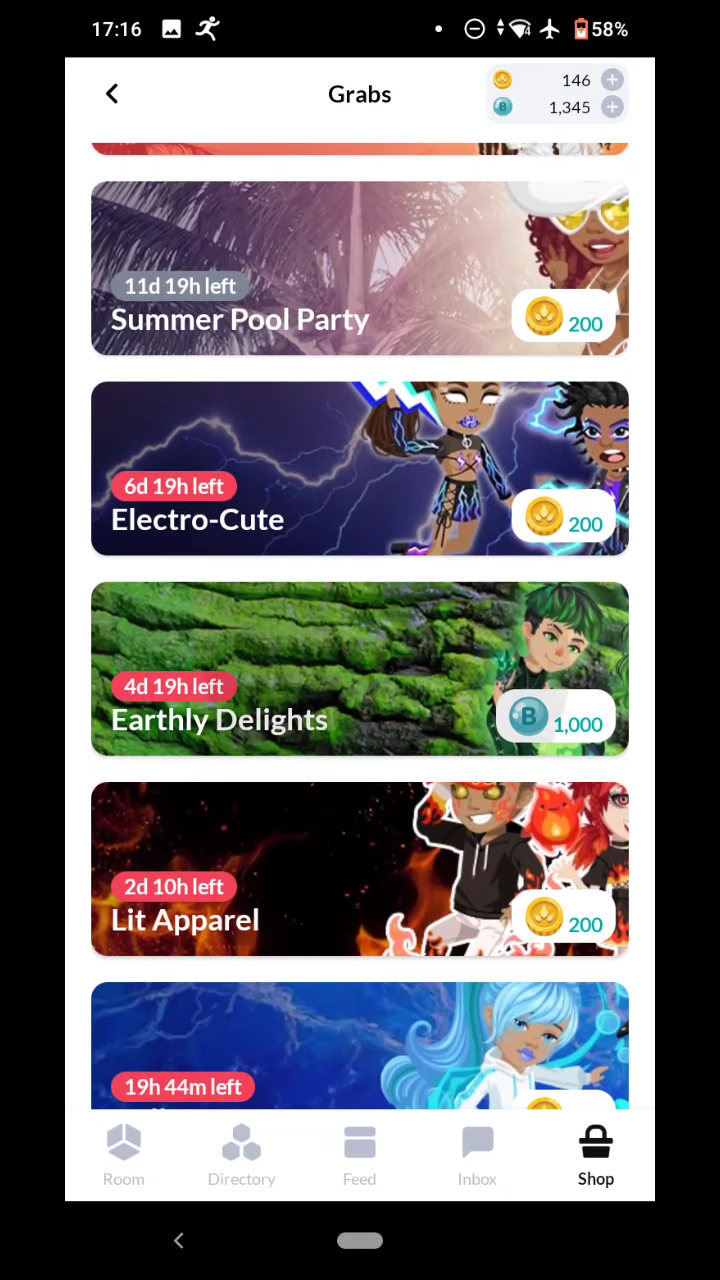 17:16
4
58%
Grabs
146
B
1,345
11d 19h left
Summer Pool Party
200
6d 19h left
Electro-Cute
200
4d 19h left
Earthly Delights
B
1,000
2d 10h left
Lit Apparel
200
19h 44m left
Room
Directory
Feed
Inbox
Shop